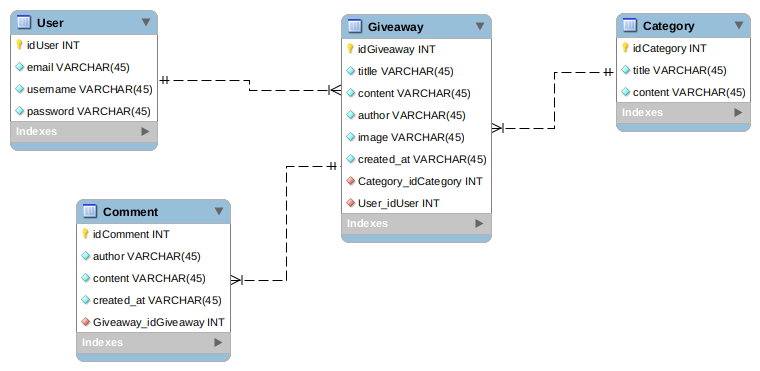 User
idUser INT
email VARCHAR(45)
username VARCHAR(45)
password VARCHAR(45)
Indexes
Giveaway
idGiveaway INT
titlle VARCHAR(45)
content VARCHAR(45)
author VARCHAR(45)
image VARCHAR(45)
created_at VARCHAR(45)
Category_idCategory INT
User_idUser INT
Indexes
Category
idCategory INT
title VARCHAR(45)
content VARCHAR(45)
Indexes
Comment
idComment INT
author VARCHAR(45)
content VARCHAR(45)
created_at VARCHAR(45)
Giveaway_idGiveaway INT
Indexes